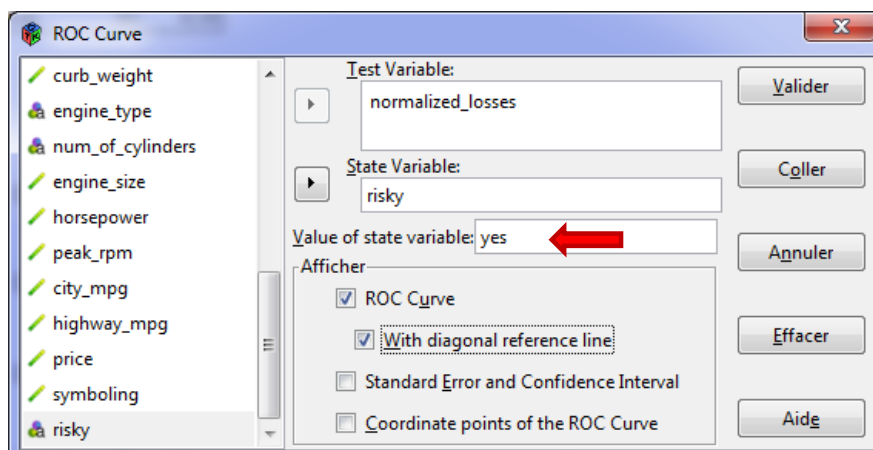 ROC Curve
curb_weight
engine_type
num_of_cylinders
engine_size
horsepower
peak_rpm
city_mpg
highway_mpg
price
symboling
risky
Test Variable:
normalized_losses
State Variable:
risky
Value of state variable: yes
Afficher
ROC Curve
With diagonal reference line
Standard Error and Confidence Interval
Coordinate points of the ROC Curve
Valider
Coller
Annuler
Effacer
Aide